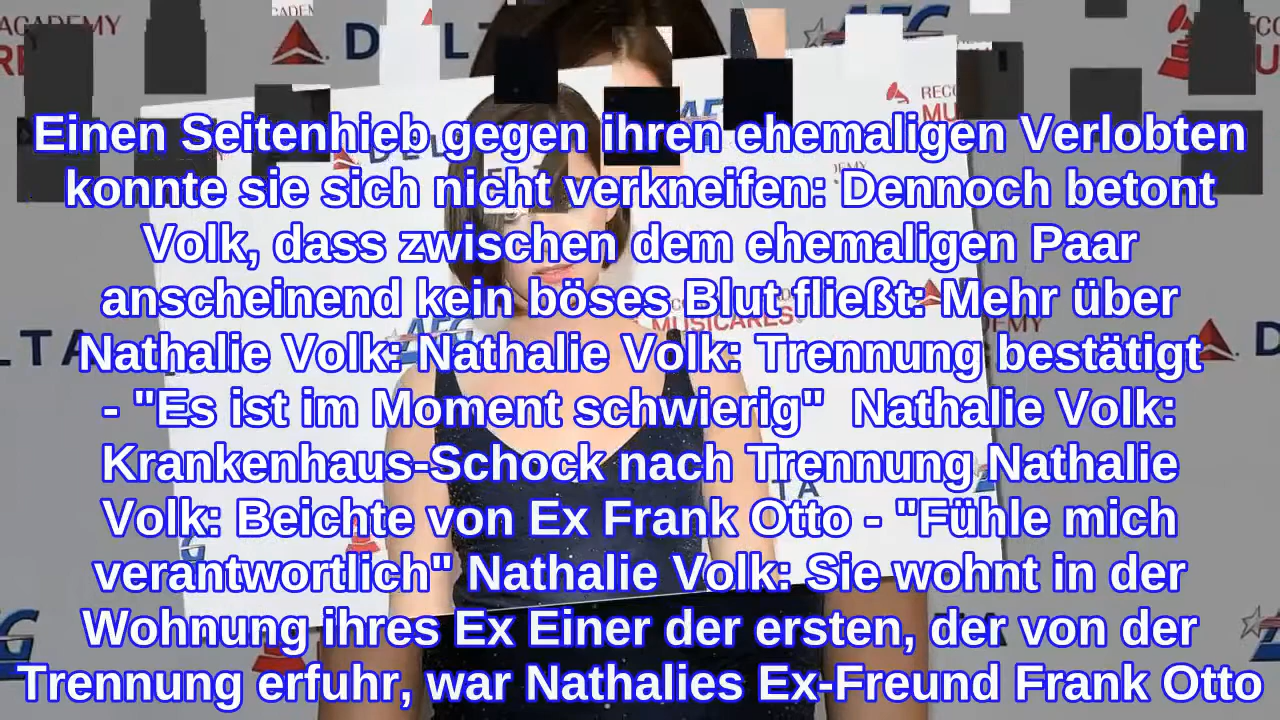 Einen Seitenhieb gegen ihren ehemaligen Verlobten
konnte sie sich nicht verkneifen: Dennoch betont
Volk, dass zwischen dem ehemaligen Paar
anscheinend kein böses Blut fließt: Mehr über
Nathalie Volk: Nathalie Volk: Trennung bestätigt
- "Es ist im Moment schwierig"  Nathalie Volk:
Krankenhaus-Schock nach Trennung Nathalie
Volk: Beichte von Ex Frank Otto - "Fühle mich
verantwortlich" Nathalie Volk: Sie wohnt in der
Wohnung ihres Ex Einer der ersten, der von der
Trennung erfuhr, war Nathalies Ex-Freund Frank Otto